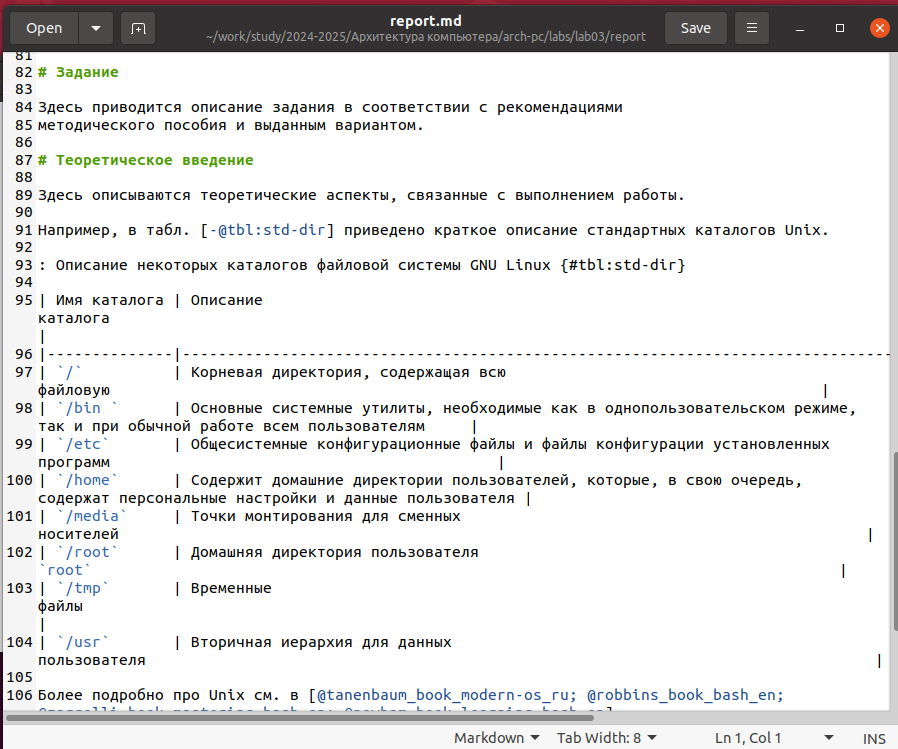 Open
report.md
~/work/study/2024-2025/Архитектура компьютера/arch-pc/labs/lab03/report
Save
81
82 # Задание
83
84 Здесь приводится описание задания в соответствии с рекомендациями
85 методического пособия и выданным вариантом.
86
87 # Теоретическое введение
88
89 Здесь описываются теоретические аспекты, связанные с выполнением работы.
90
91 Например, в табл. [-@tbl:std-dir] приведено краткое описание стандартных каталогов Unix.
92
93 : Описание некоторых каталогов файловой системы GNU Linux {#tbl:std-dir}
94
95 | Имя каталога | Описание
каталога
|
96 |--------------|-------------------------------------------------------------------------------
97 | `/`          | Корневая директория, содержащая всю
файловую |
98 | `/bin `      | Основные системные утилиты, необходимые как в однопользовательском режиме,
так и при обычной работе всем пользователям |
99 | `/etc`       | Общесистемные конфигурационные файлы и файлы конфигурации установленных
программ |
100 | `/home`      | Содержит домашние директории пользователей, которые, в свою очередь,
содержат персональные настройки и данные пользователя |
101 | `/media`     | Точки монтирования для сменных
носителей |
102 | `/root`      | Домашняя директория пользователя
`root` |
103 | `/tmp`       | Временные
файлы
|
104 | `/usr`       | Вторичная иерархия для данных
пользователя |
105
106 Более подробно про Unix см. в [@tanenbaum_book_modern-os_ru; @robbins_book_bash_en;
Markdown Tab Width: 8 Ln 1, Col 1 INS